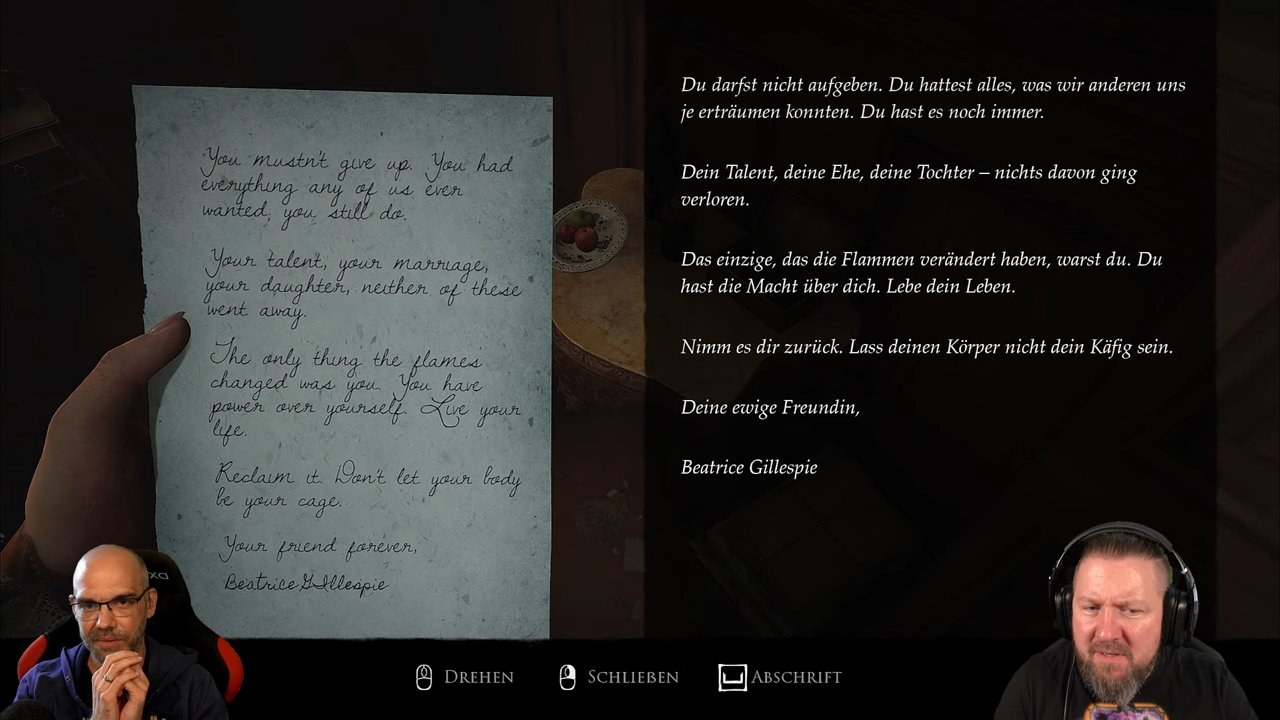 You mustn't give up. You had
everything any of us ever
wanted, you still do.
Your talent, your marriage,
your daughter, neither of these
went away.
The only thing the flames
changed was you. You have
power over yourself. Live your
life.
Reclaim it. Don't let your body
be your cage.
Your friend forever,
Beatrice Gillespie
Du darfst nicht aufgeben. Du hattest alles, was wir anderen uns
je erträumen konnten. Du hast es noch immer.
Dein Talent, deine Ehe, deine Tochter – nichts davon ging
verloren.
Das einzige, das die Flammen verändert haben, warst du. Du
hast die Macht über dich. Lebe dein Leben.
Nimm es dir zurück. Lass deinen Körper nicht dein Käfig sein.
Deine ewige Freundin,
Beatrice Gillespie
DREHEN
SCHLIEẞEN
ABSCHRIFT